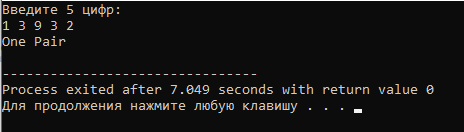 Введите 5 цифр:
1 3 9 3 2
One Pair
--------------------------------
Process exited after 7.049 seconds with return value 0
Для продолжения нажмите любую клавишу . . .